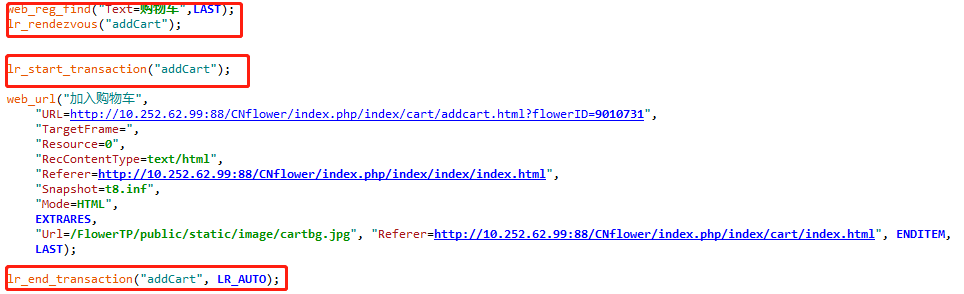 web_reg_find("Text=购物车",LAST);
lr_rendezvous("addCart");
lr_start_transaction("addCart");
web_url("加入购物车",
"URL=http://10.252.62.99:88/CNflower/index.php/index/cart/addcart.html?flowerID=9010731",
"TargetFrame=",
"Resource=0",
"RecContentType=text/html",
"Referer=http://10.252.62.99:88/CNflower/index.php/index/index/index.html",
"Snapshot=t8.inf",
"Mode=HTML",
EXTRARES,
"Url=/FlowerTP/public/static/image/cartbg.jpg", "Referer=http://10.252.62.99:88/CNflower/index.php/index/cart/index.html", ENDITEM,
LAST);
lr_end_transaction("addCart", LR_AUTO);